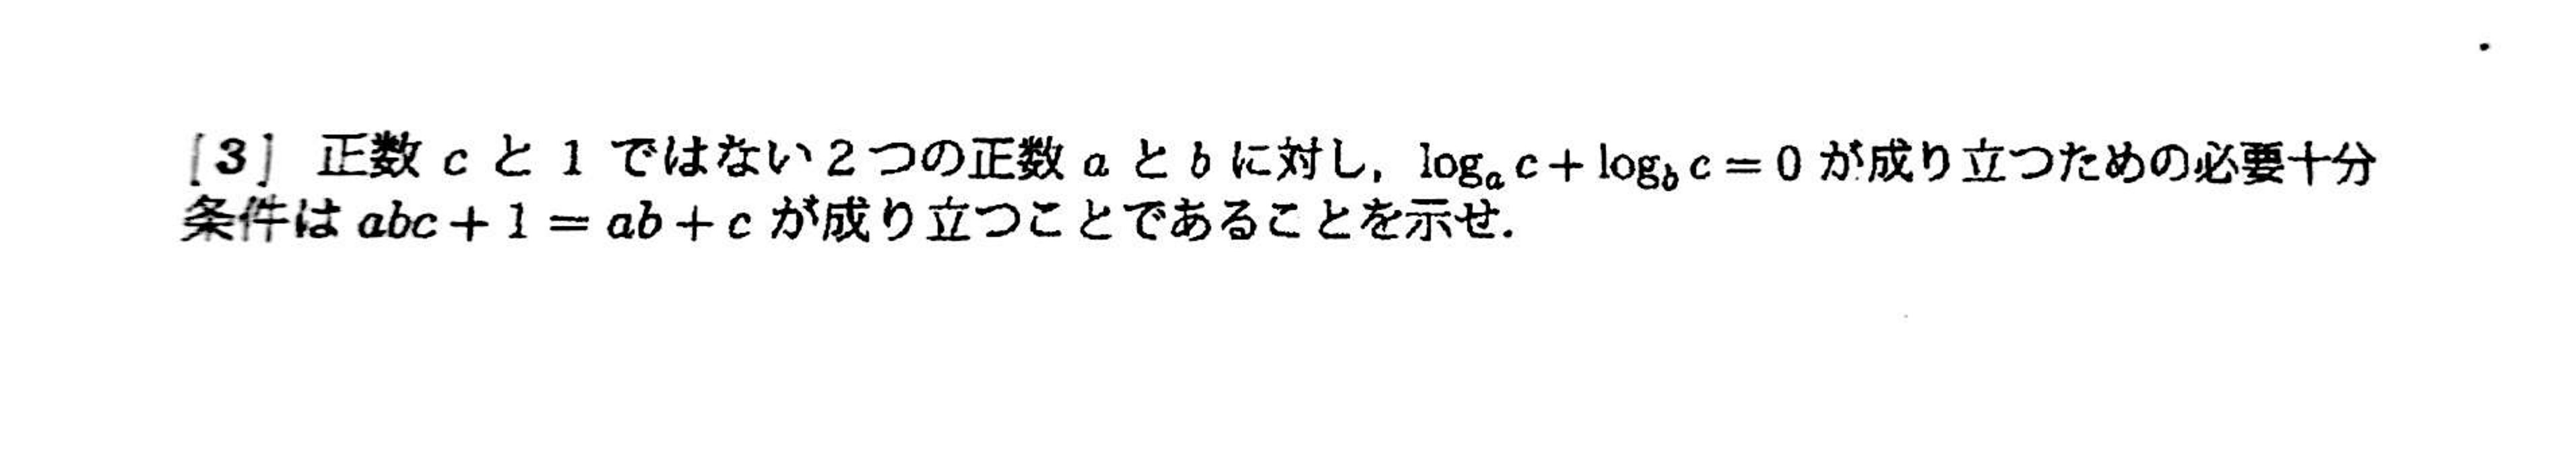 [3] 正数 c と 1 ではない 2 つの正数 a と b に対し, log_a c + log_b c = 0 が成り立つための必要十分
条件は abc + 1 = ab + c が成り立つことであることを示せ.